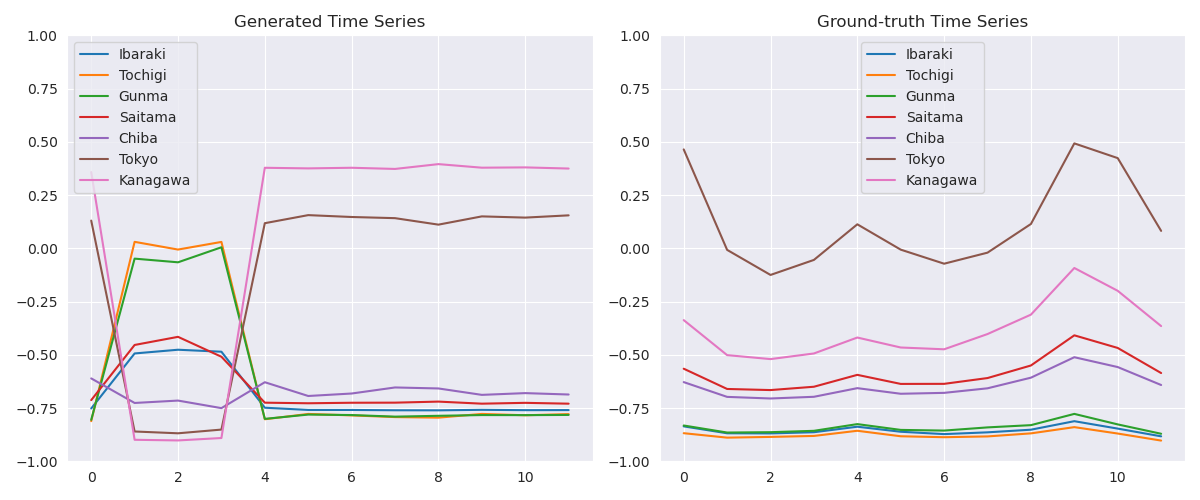 Generated Time Series
1.00
0.75
0.50
0.25
0.00
−0.25
−0.50
−0.75
−1.00
0 2 4 6 8 10
Ibaraki
Tochigi
Gunma
Saitama
Chiba
Tokyo
Kanagawa
Ground-truth Time Series
1.00
0.75
0.50
0.25
0.00
−0.25
−0.50
−0.75
−1.00
0 2 4 6 8 10
Ibaraki
Tochigi
Gunma
Saitama
Chiba
Tokyo
Kanagawa